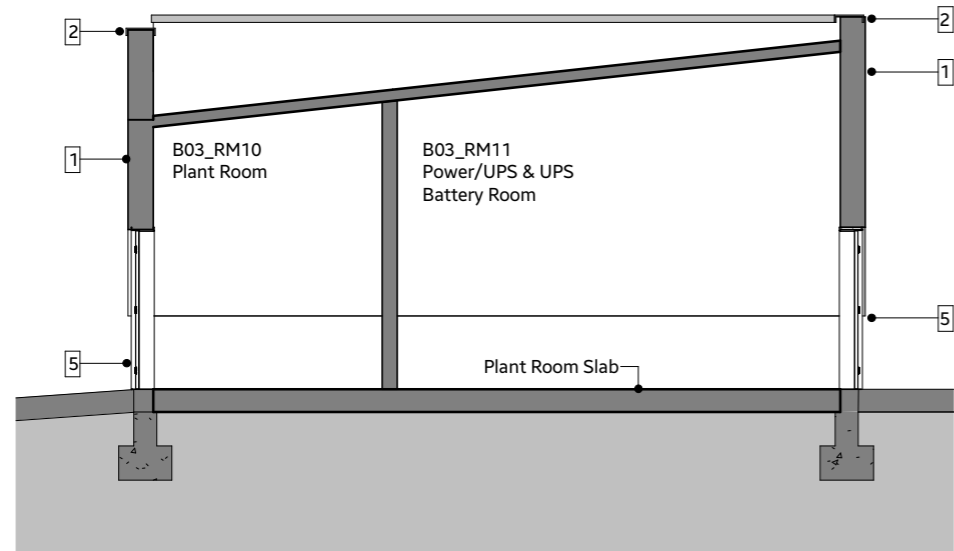 2
2
1
B03_RM10
Plant Room
B03_RM11
Power/UPS & UPS
Battery Room
1
5
Plant Room Slab
5